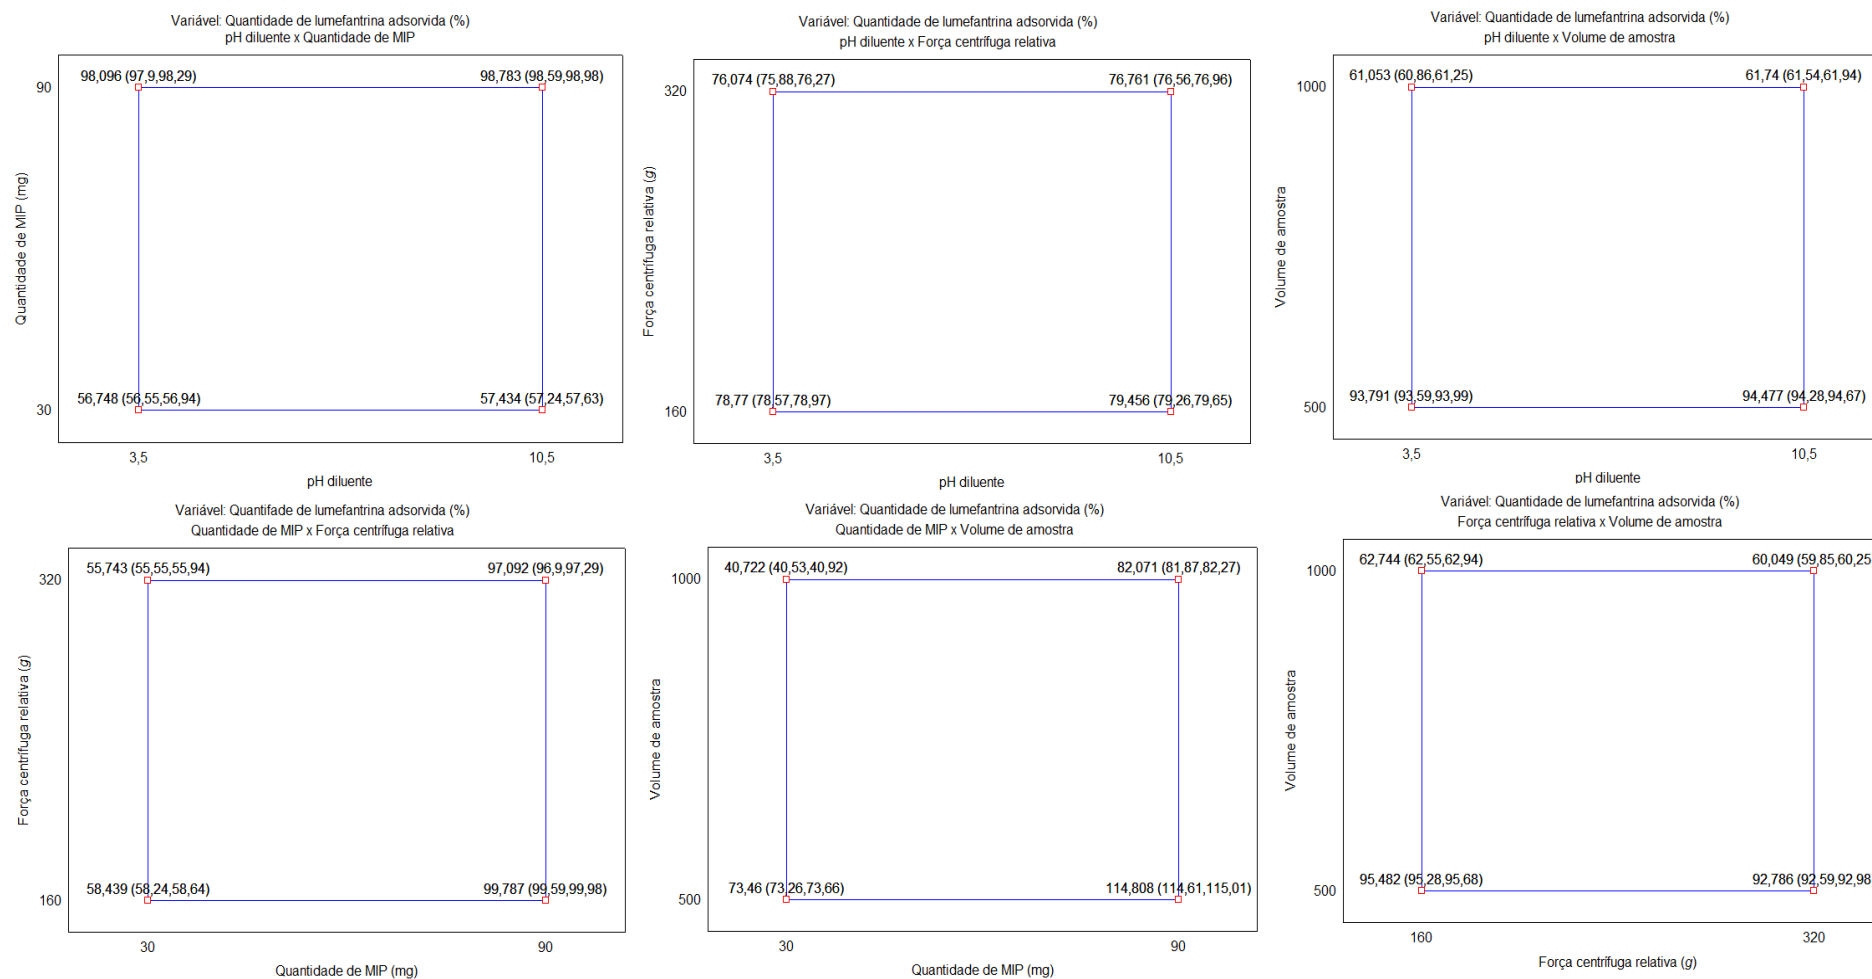 Variável: Quantidade de lumefantrina adsorvida (%)
pH diluente x Quantidade de MIP
98,096 (97,9,98,29)
98,783 (98,59,98,98)
90
Quantidade de MIP (mg)
56,748 (56,55,56,94)
57,434 (57,24,57,63)
30
3,5
10,5
pH diluente
Variável: Quantidade de lumefantrina adsorvida (%)
pH diluente x Força centrífuga relativa
76,074 (75,88,76,27)
76,761 (76,56,76,96)
320
Força centrífuga relativa (g)
78,77 (78,57,78,97)
79,456 (79,26,79,65)
160
3,5
10,5
pH diluente
Variável: Quantidade de lumefantrina adsorvida (%)
pH diluente x Volume de amostra
61,053 (60,86,61,25)
61,74 (61,54,61,94)
1000
Volume de amostra
93,791 (93,59,93,99)
94,477 (94,28,94,67)
500
3,5
10,5
pH diluente
Variável: Quantifade de lumefantrina adsorvida (%)
Quantidade de MIP x Força centrífuga relativa
55,743 (55,55,55,94)
97,092 (96,9,97,29)
320
Força centrífuga relativa (g)
58,439 (58,24,58,64)
99,787 (99,59,99,98)
160
30
90
Quantidade de MIP (mg)
Variável: Quantidade de lumefantrina adsorvida (%)
Quantidade de MIP x Volume de amostra
40,722 (40,53,40,92)
82,071 (81,87,82,27)
1000
Volume de amostra
73,46 (73,26,73,66)
114,808 (114,61,115,01)
500
30
90
Quantidade de MIP (mg)
Variável: Quantidade de lumefantrina adsorvida (%)
Força centrífuga relativa x Volume de amostra
62,744 (62,55,62,94)
60,049 (59,85,60,25
1000
Volume de amostra
95,482 (95,28,95,68)
92,786 (92,59,92,98
500
160
320
Força centrífuga relativa (g)